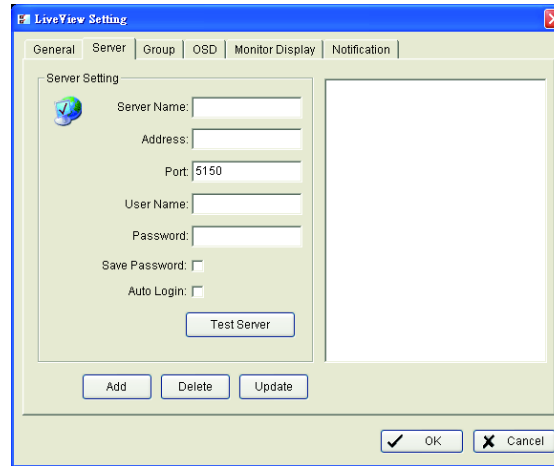 LiveView Setting
General Server Group OSD Monitor Display Notification
Server Setting
Server Name:
Address:
Port: 5150
User Name:
Password:
Save Password:
Auto Login:
Test Server
Add Delete Update
OK Cancel